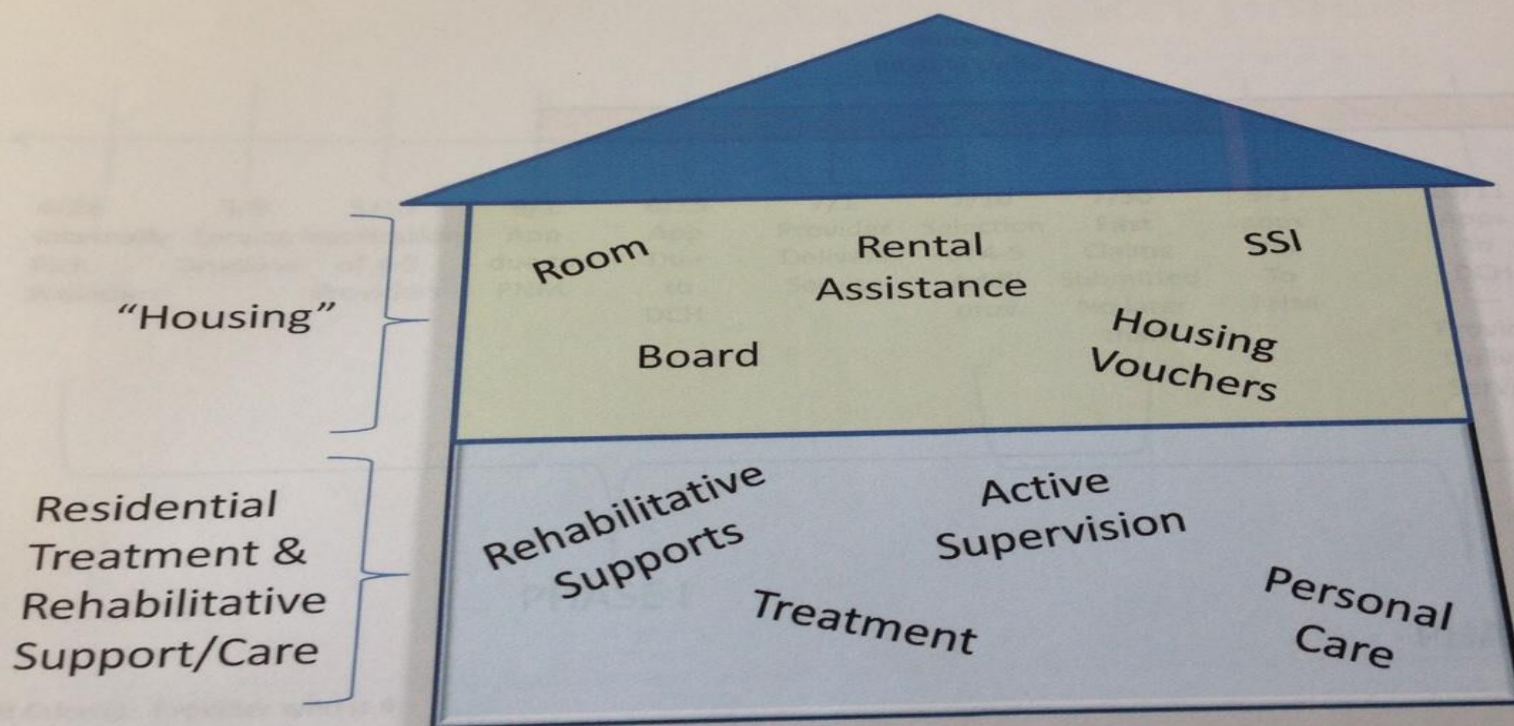 Room
Rental
Assistance
SSI
"Housing"
Board
Housing
Vouchers
Residential
Treatment &
Rehabilitative
Support/Care
Rehabilitative
Supports
Active
Supervision
Treatment
Personal
Care